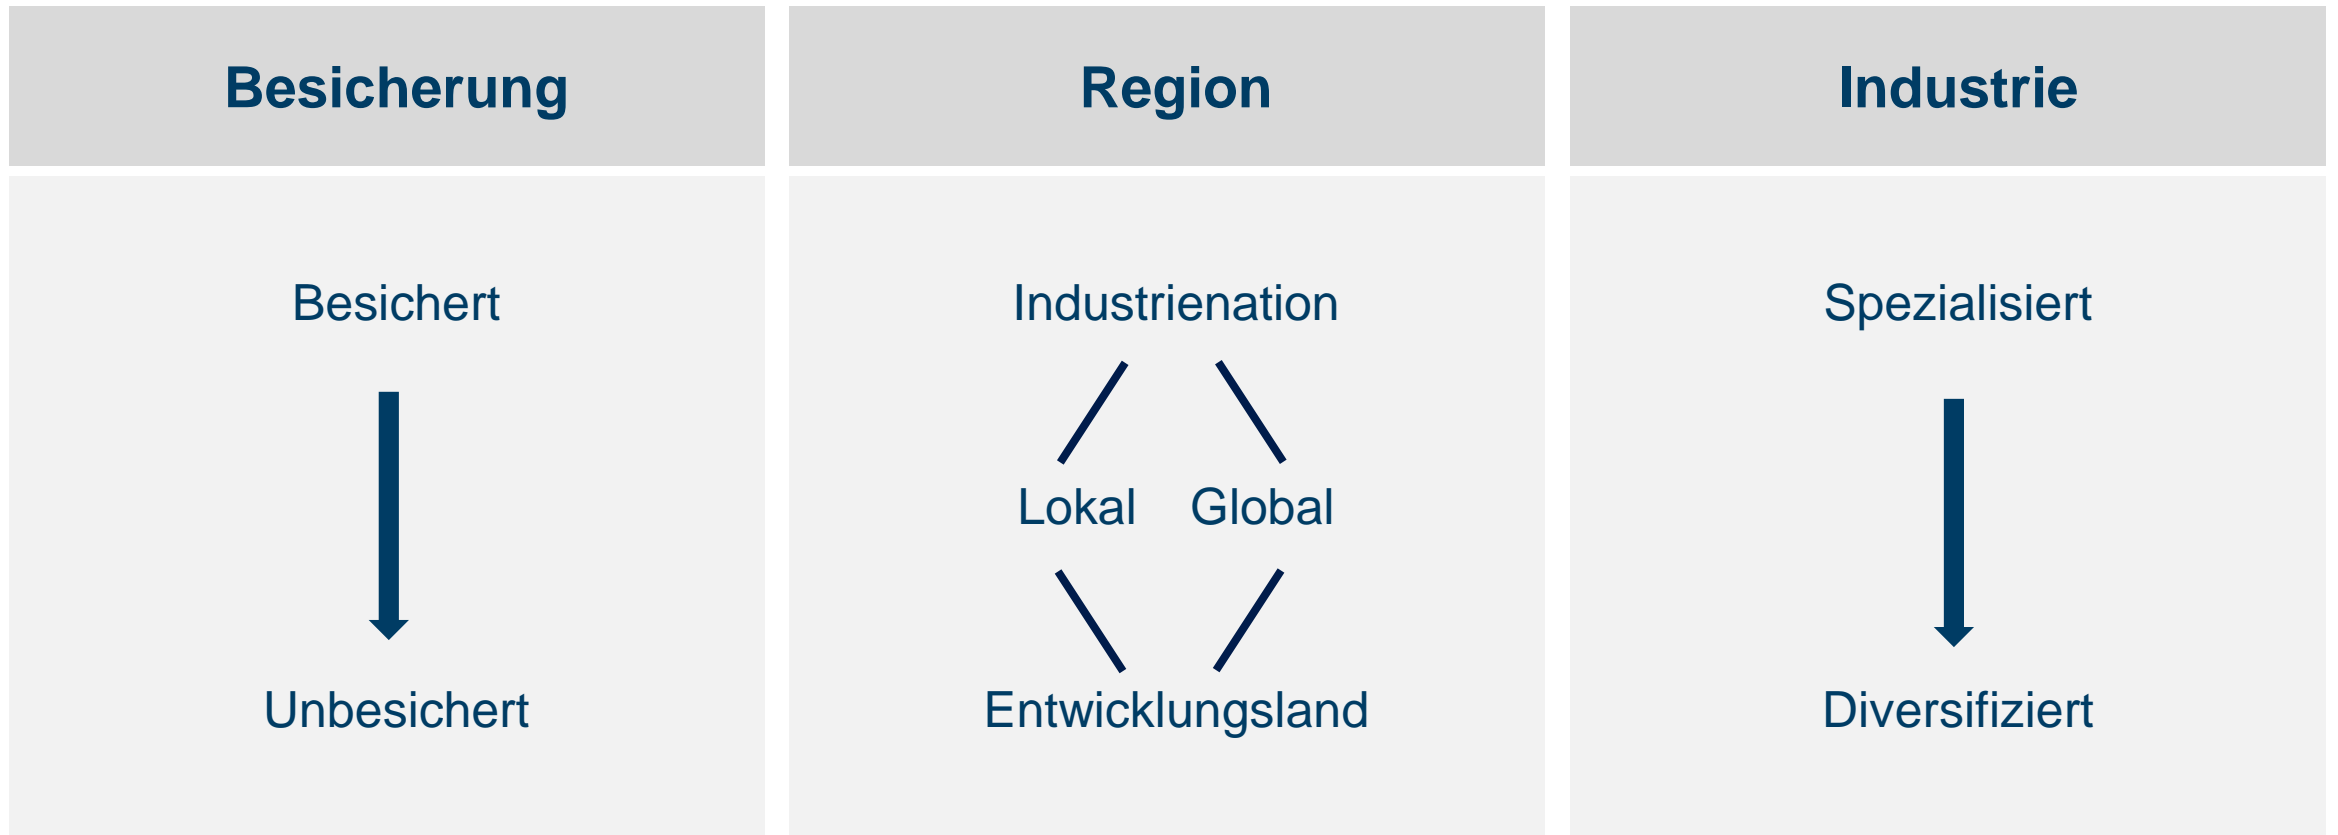 Besicherung
Region
Industrie
Besichert
Industrienation
Spezialisiert
Lokal Global
Unbesichert
Entwicklungsland
Diversifiziert